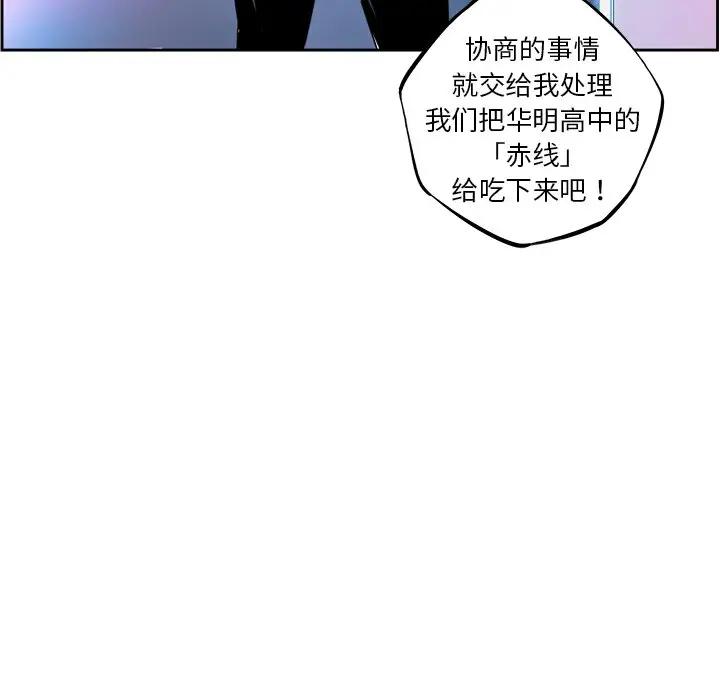 协商的事情
就交给我处理
我们把华明高中的
「赤线」
给吃下来吧！